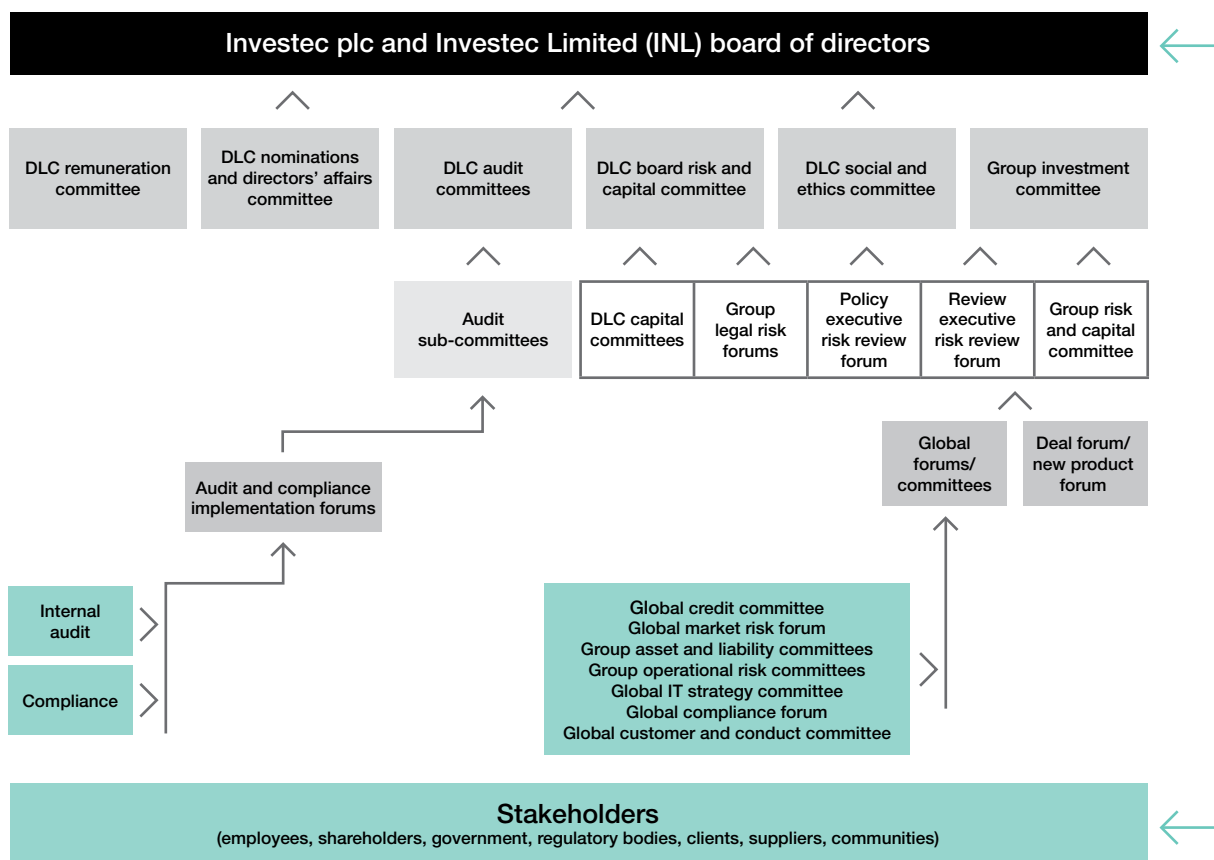 Investec plc and Investec Limited (INL) board of directors
DLC remuneration
committee
DLC nominations
and directors’ affairs
committee
DLC audit
committees
DLC board risk and
capital committee
DLC social and
ethics committee
Group investment
committee
Audit
sub-committees
DLC capital
committees
Group
legal risk
forums
Policy
executive
risk review
forum
Review
executive
risk review
forum
Group risk
and capital
committee
Global
forums/
committees
Deal forum/
new product
forum
Audit and compliance
implementation forums
Internal
audit
Compliance
Global credit committee
Global market risk forum
Group asset and liability committees
Group operational risk committees
Global IT strategy committee
Global compliance forum
Global customer and conduct committee
Stakeholders
(employees, shareholders, government, regulatory bodies, clients, suppliers, communities)